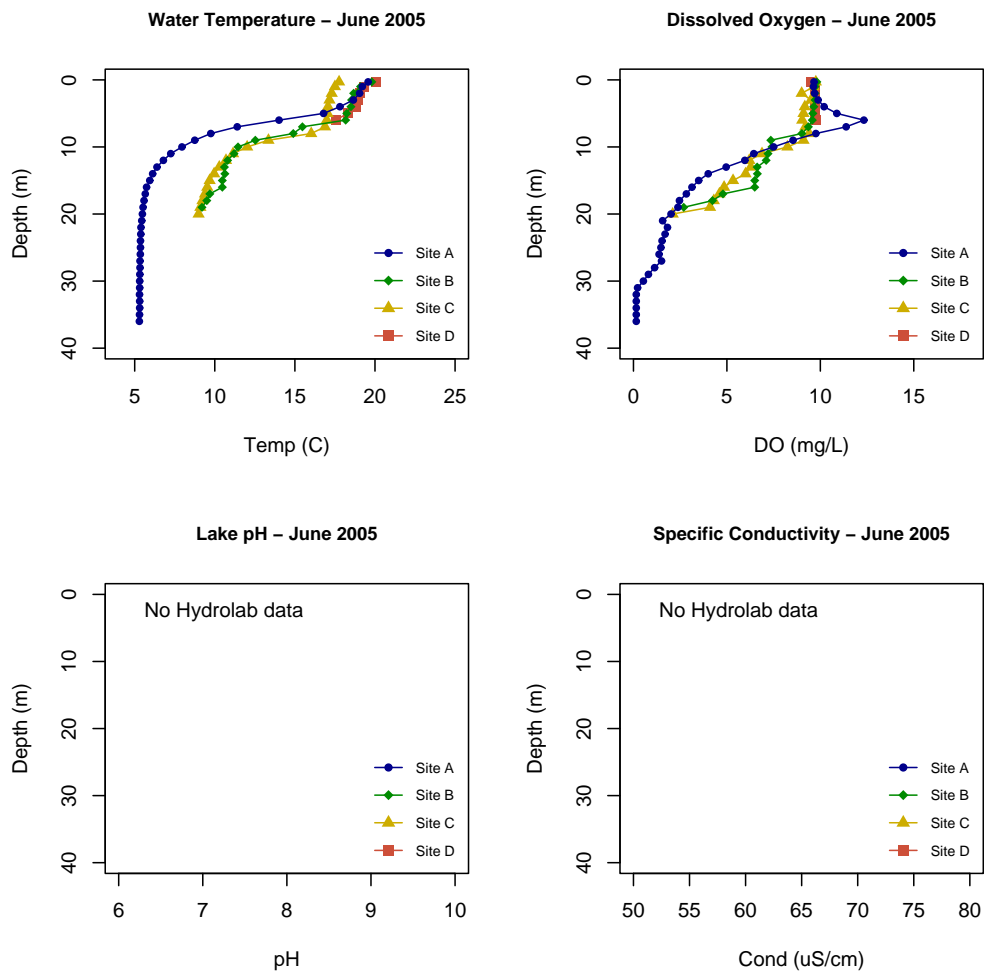 Water Temperature – June 2005
0
10
20
30
40
Depth (m)
Site A
Site B
Site C
Site D
5
10
15
20
25
Temp (C)
Dissolved Oxygen – June 2005
0
10
20
30
40
Depth (m)
Site A
Site B
Site C
Site D
0
5
10
15
DO (mg/L)
Lake pH – June 2005
No Hydrolab data
0
10
20
30
40
Depth (m)
Site A
Site B
Site C
Site D
6
7
8
9
10
pH
Specific Conductivity – June 2005
No Hydrolab data
0
10
20
30
40
Depth (m)
Site A
Site B
Site C
Site D
50
55
60
65
70
75
80
Cond (uS/cm)